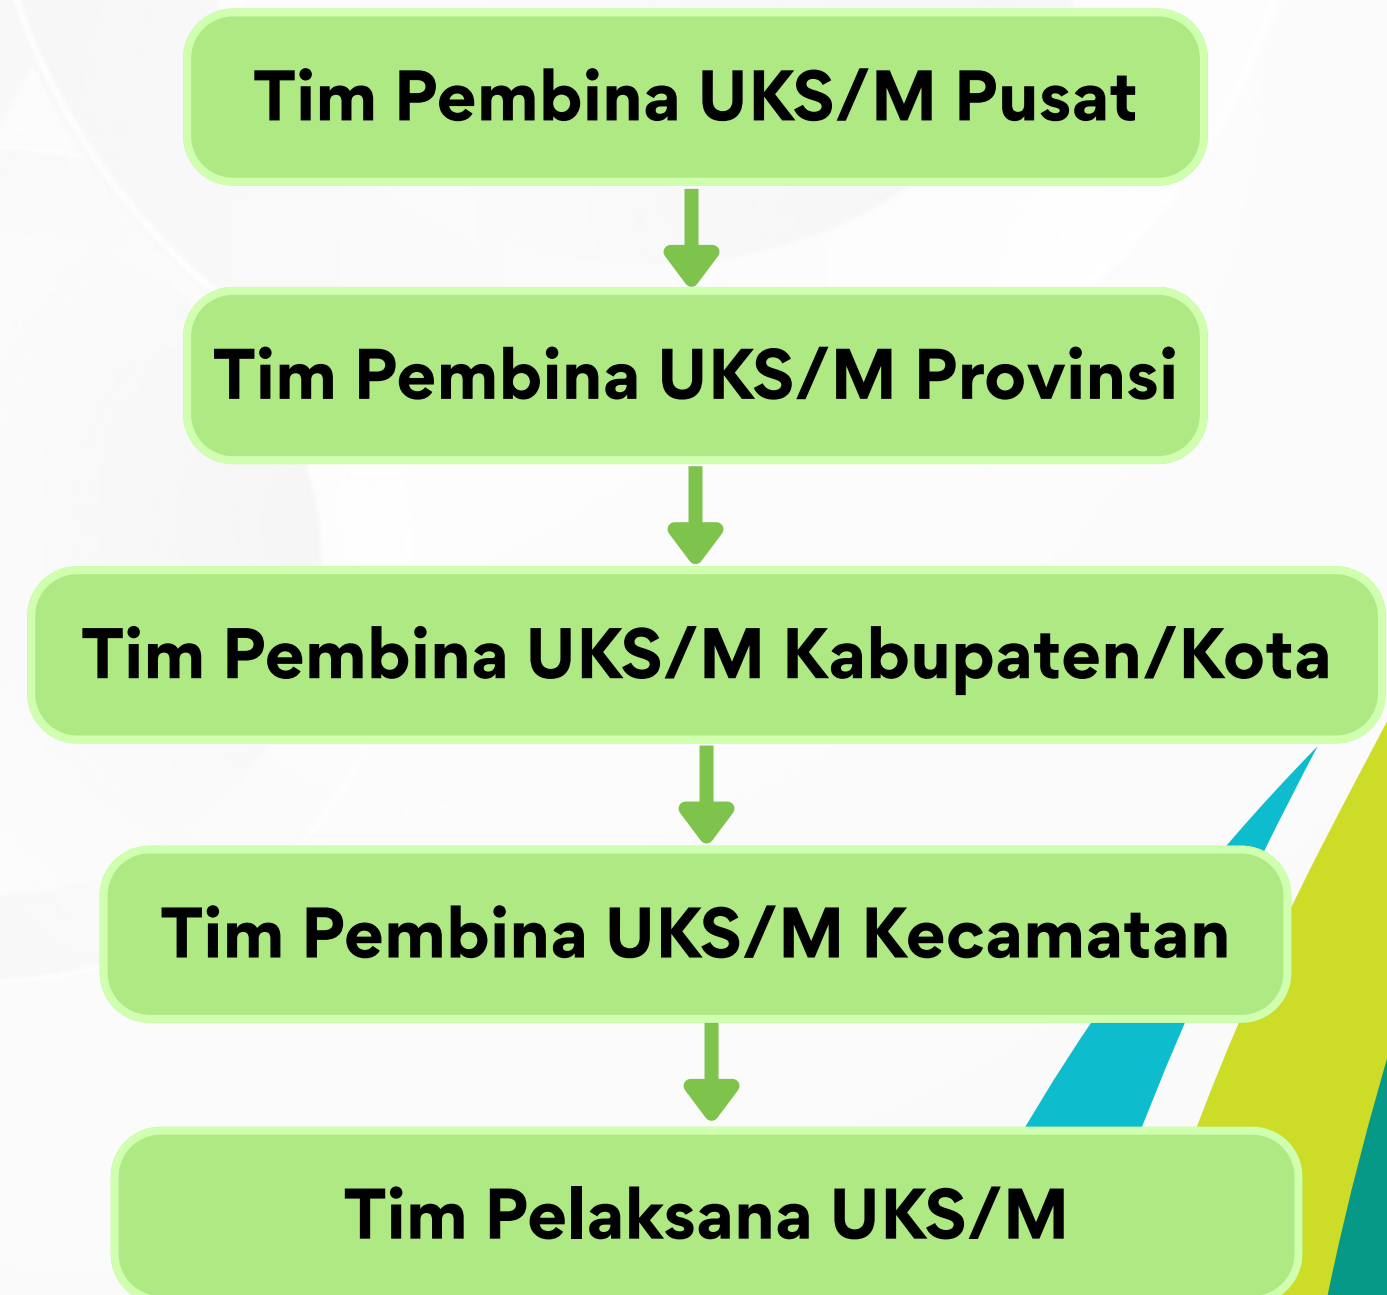 Tim Pembina UKS/M Pusat
Tim Pembina UKS/M Provinsi
Tim Pembina UKS/M Kabupaten/Kota
Tim Pembina UKS/M Kecamatan
Tim Pelaksana UKS/M